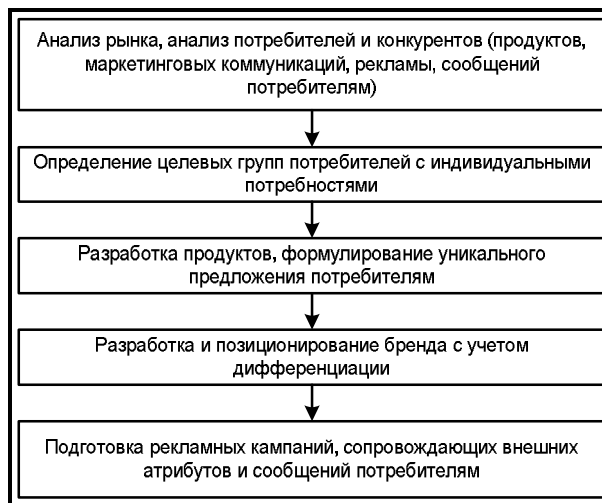 Анализ рынка, анализ потребителей и конкурентов (продуктов,
маркетинговых коммуникаций, рекламы, сообщений
потребителям)
Определение целевых групп потребителей с индивидуальными
потребностями
Разработка продуктов, формулирование уникального
предложения потребителям
Разработка и позиционирование бренда с учетом
дифференциации
Подготовка рекламных кампаний, сопровождающих внешних
атрибутов и сообщений потребителям